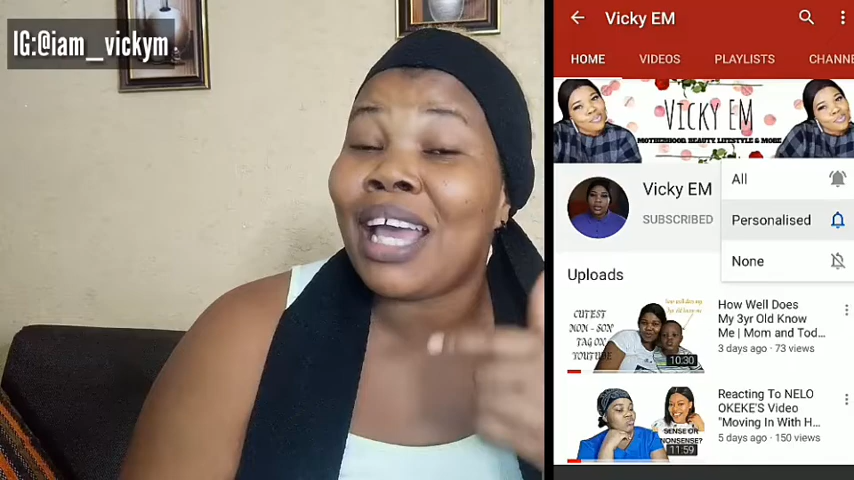 IG:@iam__vickym
Vicky EM
HOME VIDEOS PLAYLISTS CHANNE
VICKY EM
MOTHERHOOD, BEAUTY, LIFESTYLE & MORE
Vicky EM
SUBSCRIBED
All
Personalised
None
Uploads
CUTEST
MOM - SON
TAG ON
YOUTUBE
10:30
How Well Does
My 3yr Old Know
Me | Mom and Tod...
3 days ago · 73 views
SENSE OR
NONSENSE?
11:59
Reacting To NELO
OKEKE'S Video
"Moving In With H...
5 days ago · 150 views